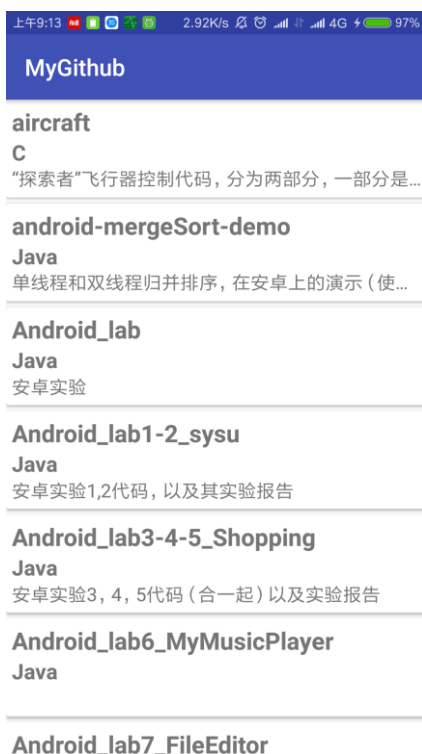 上午9:13 2.92K/s 4G 97%
MyGithub
aircraft
C
“探索者”飞行器控制代码，分为两部分，一部分是...
android-mergeSort-demo
Java
单线程和双线程归并排序，在安卓上的演示（使...
Android_lab
Java
安卓实验
Android_lab1-2_sysu
Java
安卓实验1,2代码，以及其实验报告
Android_lab3-4-5_Shopping
Java
安卓实验3，4，5代码（合一起）以及实验报告
Android_lab6_MyMusicPlayer
Java
Android_lab7_FileEditor